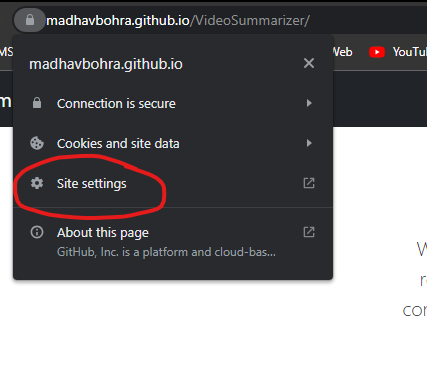 madhavbohra.github.io/VideoSummarizer/
MS
Web
YouTu
madhavbohra.github.io
m
Connection is secure
Cookies and site data
Site settings
About this page
GitHub, Inc. is a platform and cloud-bas...
W
r
con